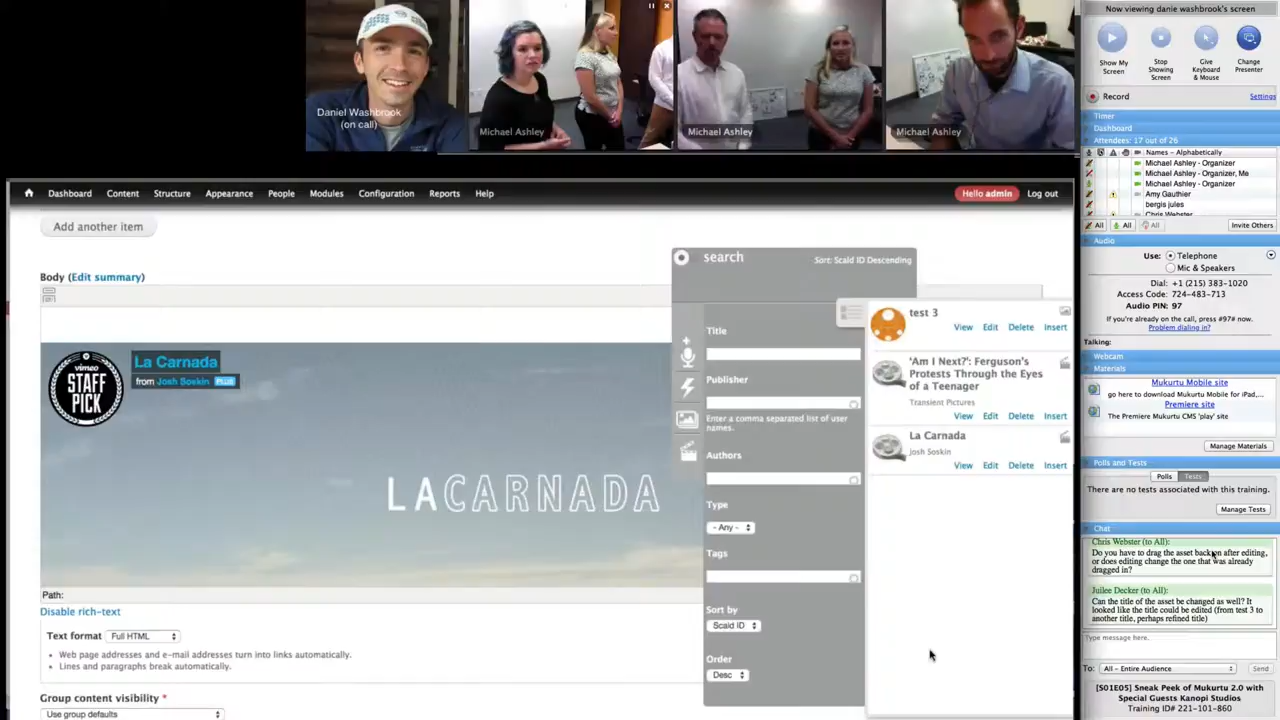 Now viewing danie washbrook's screen
Show My Screen
Stop Showing Screen
Give Keyboard & Mouse
Change Presenter
Record
Settings
Timer
Dashboard
Attendees: 17 out of 26
Names - Alphabetically
Michael Ashley - Organizer
Michael Ashley - Organizer, Me
Michael Ashley - Organizer
Amy Gauthier
bergis jules
Chris Webster
All
All
All
Invite Others
Audio
Use:
Telephone
Mic & Speakers
Dial: +1 (215) 383-1020
Access Code: 724-483-713
Audio PIN: 97
If you're already on the call, press #97# now.
Problem dialing in?
Talking:
Webcam
Materials
Mukurtu Mobile site
go here to download Mukurtu Mobile for iPad,...
Premiere site
The Premiere Mukurtu CMS 'play' site
Manage Materials
Polls and Tests
Polls
Tests
There are no tests associated with this training.
Manage Tests
Chat
Chris Webster (to All):
Do you have to drag the asset back on after editing,
or does editing change the one that was already
dragged in?
Juilee Decker (to All):
Can the title of the asset be changed as well? It
looked like the title could be edited (from test 3 to
another title, perhaps refined title)
Type message here..
To:
All - Entire Audience
Send
[S01E05] Sneak Peek of Mukurtu 2.0 with
Special Guests Kanopi Studios
Training ID# 221-101-860
Daniel Washbrook
(on call)
Michael Ashley
Michael Ashley
Michael Ashley
Dashboard
Content
Structure
Appearance
People
Modules
Configuration
Reports
Help
Hello admin
Log out
Add another item
Body (Edit summary)
vimeo
STAFF
PICK
La Carnada
from Josh Soskin PLUS
LACARNADA
Path:
Disable rich-text
Text format
Full HTML
Web page addresses and e-mail addresses turn into links automatically.
Lines and paragraphs break automatically.
Group content visibility *
Use group defaults
search
Sort: Scald ID Descending
Title
Publisher
Enter a comma separated list of user
names.
Authors
Type
- Any -
Tags
Sort by
Scald ID
Order
Desc
test 3
View
Edit
Delete
Insert
'Am I Next?': Ferguson's
Protests Through the Eyes
of a Teenager
Transient Pictures
View
Edit
Delete
Insert
La Carnada
Josh Soskin
View
Edit
Delete
Insert